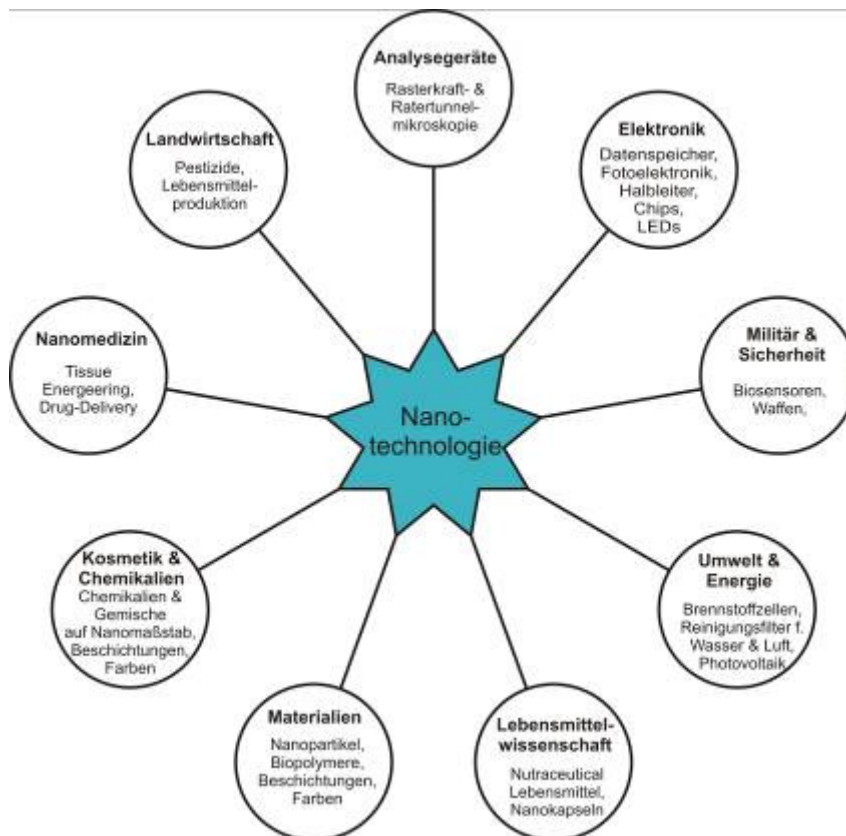 Analysegeräte
Rasterkraft- &
Ratertunnel-
mikroskopie
Elektronik
Datenspeicher,
Fotoelektronik,
Halbleiter,
Chips,
LEDs
Militär &
Sicherheit
Biosensoren,
Waffen,
Umwelt &
Energie
Brennstoffzellen,
Reinigungsfilter f.
Wasser & Luft,
Photovoltaik
Lebensmittel-
wissenschaft
Nutraceutical
Lebensmittel,
Nanokapseln
Materialien
Nanopartikel,
Biopolymere,
Beschichtungen,
Farben
Kosmetik &
Chemikalien
Chemikalien &
Gemische
auf Nanomaßstab,
Beschichtungen,
Farben
Nanomedizin
Tissue
Energeering,
Drug-Delivery
Landwirtschaft
Pestizide,
Lebensmittel-
produktion
Nano-
technologie